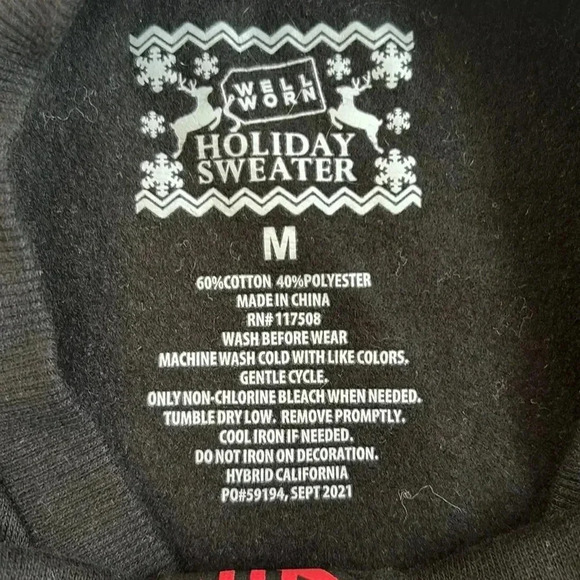 WELL
WORN
HOLIDAY
SWEATER
M
60%COTTON 40%POLYESTER
MADE IN CHINA
RN# 117508
WASH BEFORE WEAR
MACHINE WASH COLD WITH LIKE COLORS.
GENTLE CYCLE.
ONLY NON-CHLORINE BLEACH WHEN NEEDED.
TUMBLE DRY LOW. REMOVE PROMPTLY.
COOL IRON IF NEEDED.
DO NOT IRON ON DECORATION.
HYBRID CALIFORNIA
PO#59194, SEPT 2021